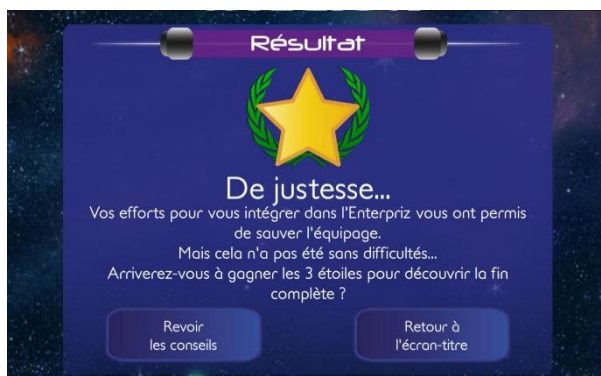 Résultat
De justesse...
Vos efforts pour vous intégrer dans l'Enterpriz vous ont permis
de sauver l'équipage.
Mais cela n'a pas été sans difficultés...
Arriverez-vous à gagner les 3 étoiles pour découvrir la fin
complète ?
Revoir
les conseils
Retour à
l'écran-titre